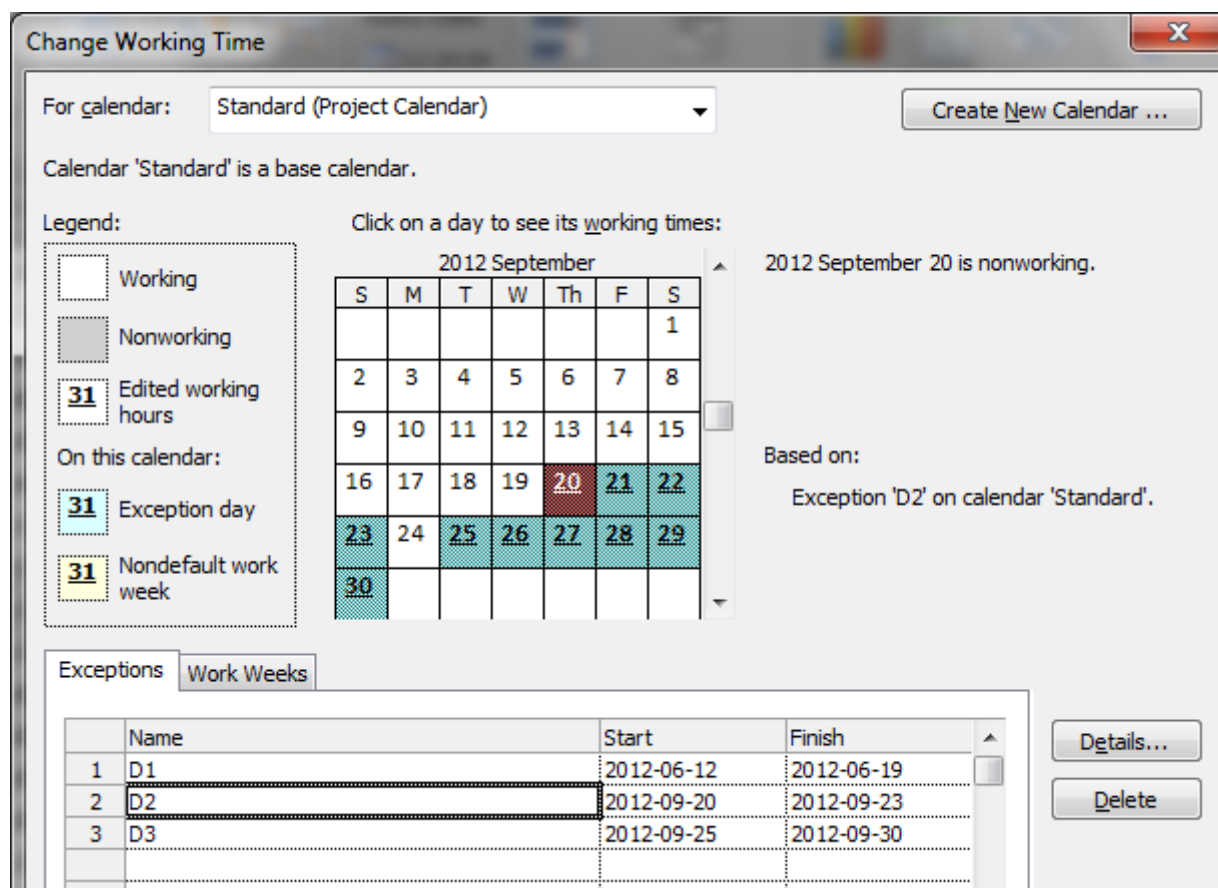 Change Working Time
x
For calendar: Standard (Project Calendar) Create New Calendar ...
Calendar 'Standard' is a base calendar.
Legend:
Working
Nonworking
31 Edited working
hours
On this calendar:
31 Exception day
31 Nondefault work
week
Click on a day to see its working times:
2012 September
S M T W Th F S
1
2 3 4 5 6 7 8
9 10 11 12 13 14 15
16 17 18 19 20 21 22
23 24 25 26 27 28 29
30
2012 September 20 is nonworking.
Based on:
Exception 'D2' on calendar 'Standard'.
Exceptions Work Weeks
Name Start Finish
1 D1 2012-06-12 2012-06-19
2 D2 2012-09-20 2012-09-23
3 D3 2012-09-25 2012-09-30
Details...
Delete